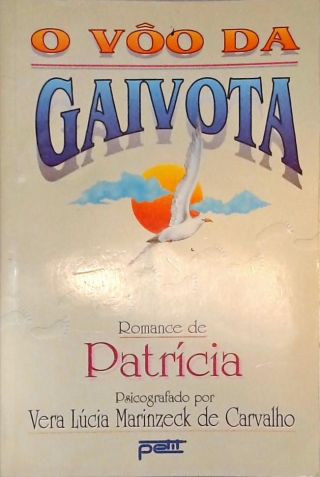 O VÔO DA
GAIVOTA
Romance de
Patrícia
Psicografado por
Vera Lúcia Marinzeck de Carvalho
petit